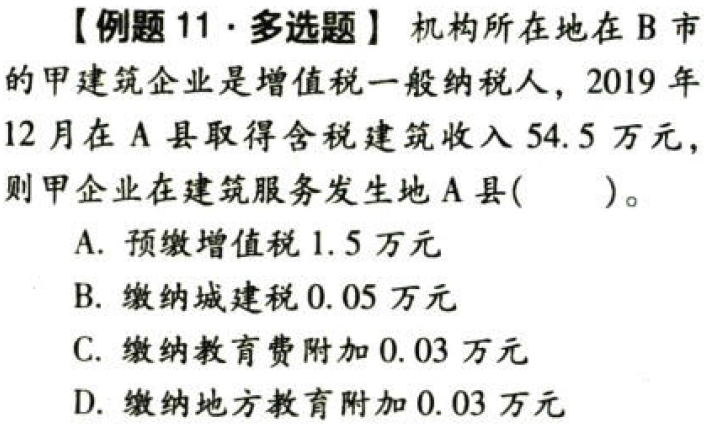 【例题 11·多选题】 机构所在地在 B 市
的甲建筑企业是增值税一般纳税人，2019 年
12 月在 A 县取得含税建筑收入 54.5 万元，
则甲企业在建筑服务发生地 A 县(　　)。
A. 预缴增值税 1.5 万元
B. 缴纳城建税 0.05 万元
C. 缴纳教育费附加 0.03 万元
D. 缴纳地方教育附加 0.03 万元